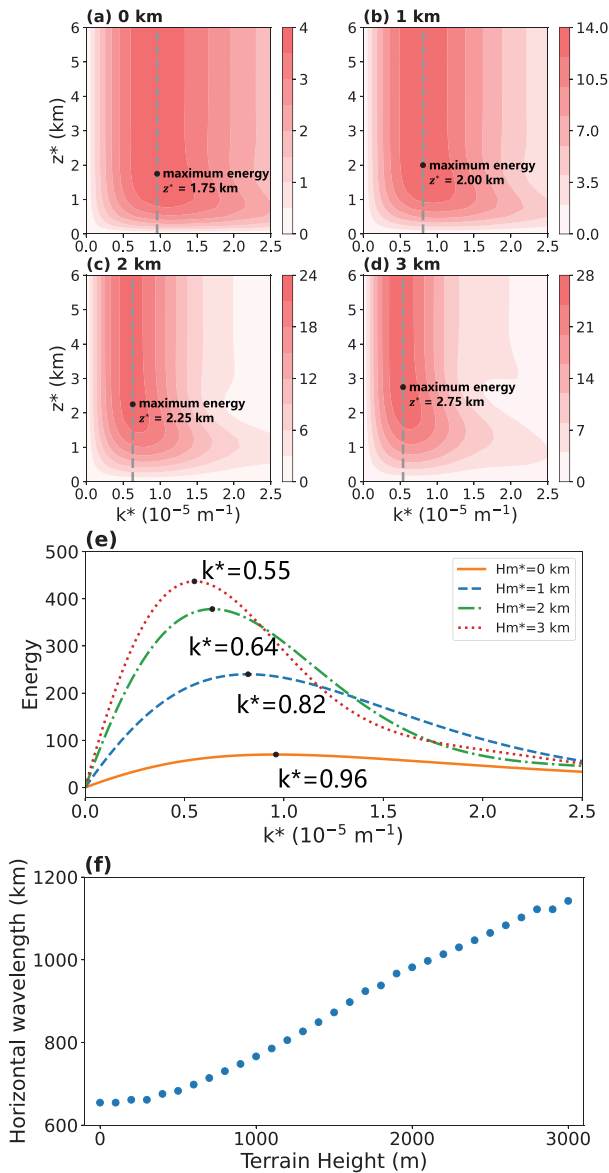 (a) 0 km
(b) 1 km
6
5
4
3
2
1
0
z* (km)
maximum energy
z* = 1.75 km
0.0 0.5 1.0 1.5 2.0 2.5
4
3
2
1
0
6
5
4
3
2
1
0
maximum energy
z* = 2.00 km
0.0 0.5 1.0 1.5 2.0 2.5
14.0
10.5
7.0
3.5
0.0
(c) 2 km
(d) 3 km
6
5
4
3
2
1
0
z* (km)
maximum energy
z* = 2.25 km
0.0 0.5 1.0 1.5 2.0 2.5
k* (10⁻⁵ m⁻¹)
24
18
12
6
0
6
5
4
3
2
1
0
maximum energy
z* = 2.75 km
0.0 0.5 1.0 1.5 2.0 2.5
k* (10⁻⁵ m⁻¹)
28
21
14
7
0
(e)
500
400
300
200
100
0
Energy
k*=0.55
k*=0.64
k*=0.82
k*=0.96
Hm*=0 km
Hm*=1 km
Hm*=2 km
Hm*=3 km
0.0 0.5 1.0 1.5 2.0 2.5
k* (10⁻⁵ m⁻¹)
(f)
1200
1000
800
600
Horizontal wavelength (km)
0 1000 2000 3000
Terrain Height (m)